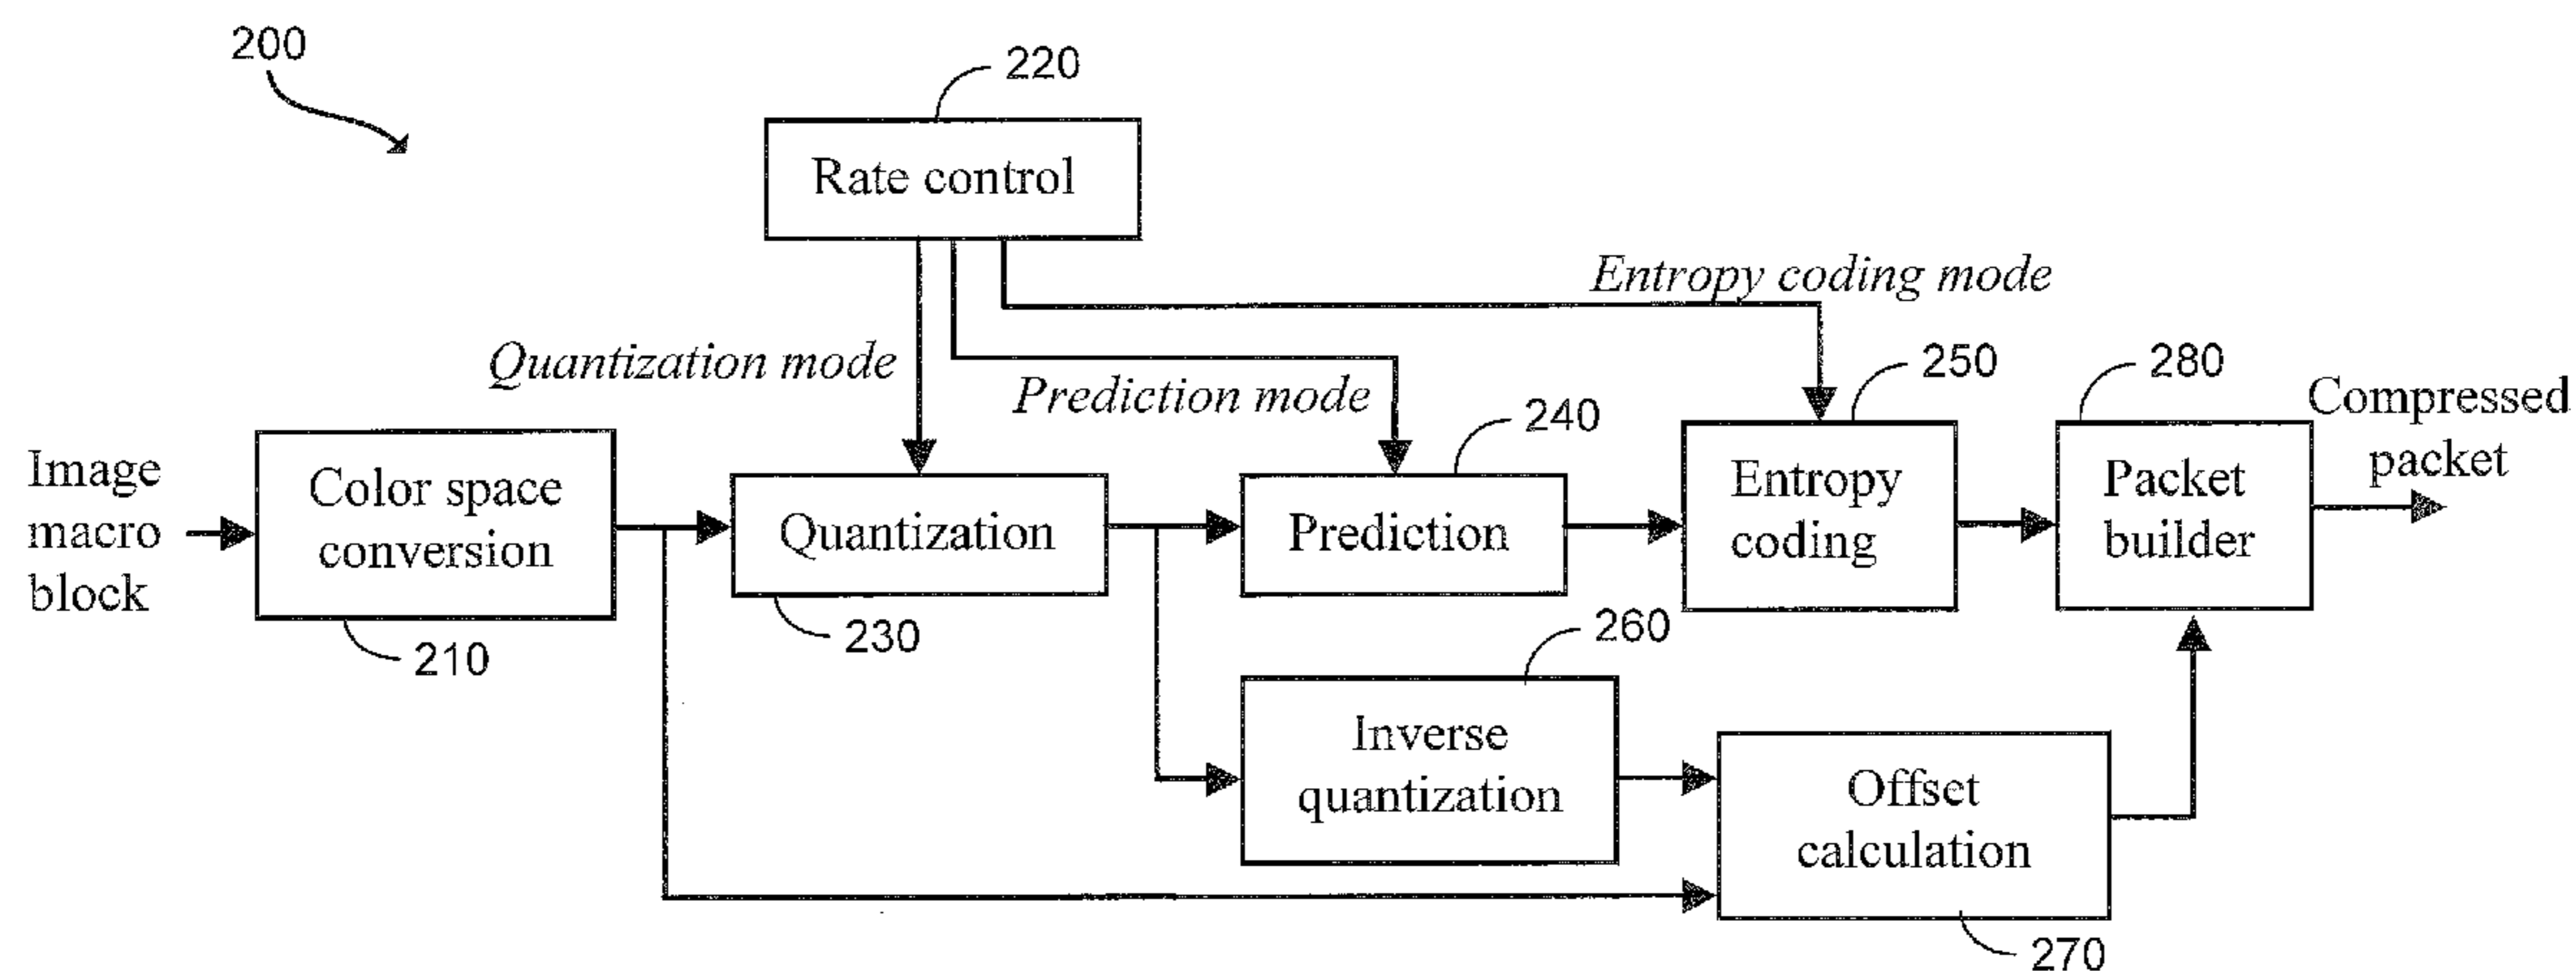 200
220
Rate control
Entropy coding mode
Quantization mode
Prediction mode
250
280
Compressed
packet
240
Image
macro
block
Color space
conversion
Quantization
Prediction
Entropy
coding
Packet
builder
210
230
260
Inverse
quantization
Offset
calculation
270